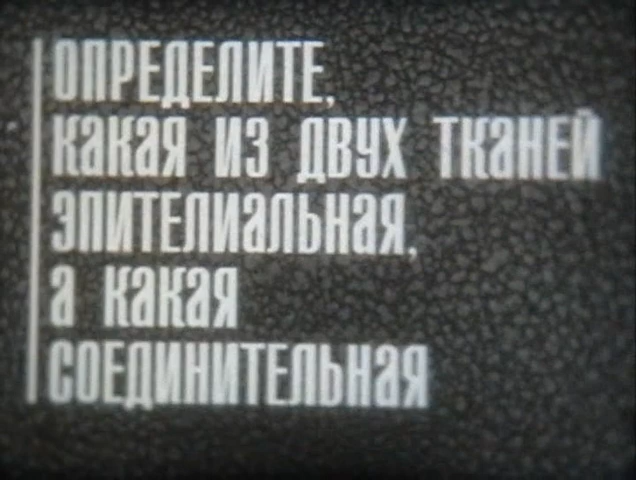 ОПРЕДЕЛИТЕ,
КАКАЯ ИЗ ДВУХ ТКАНЕЙ
ЭПИТЕЛИАЛЬНАЯ,
А КАКАЯ
СОЕДИНИТЕЛЬНАЯ